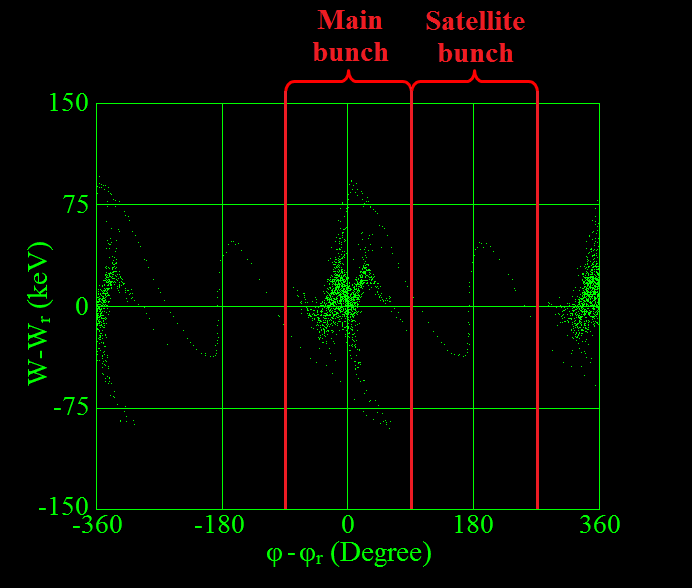 Main
bunch
Satellite
bunch
150
75
0
-75
-150
W-Wr (keV)
-360
-180
0
180
360
φ-φr (Degree)